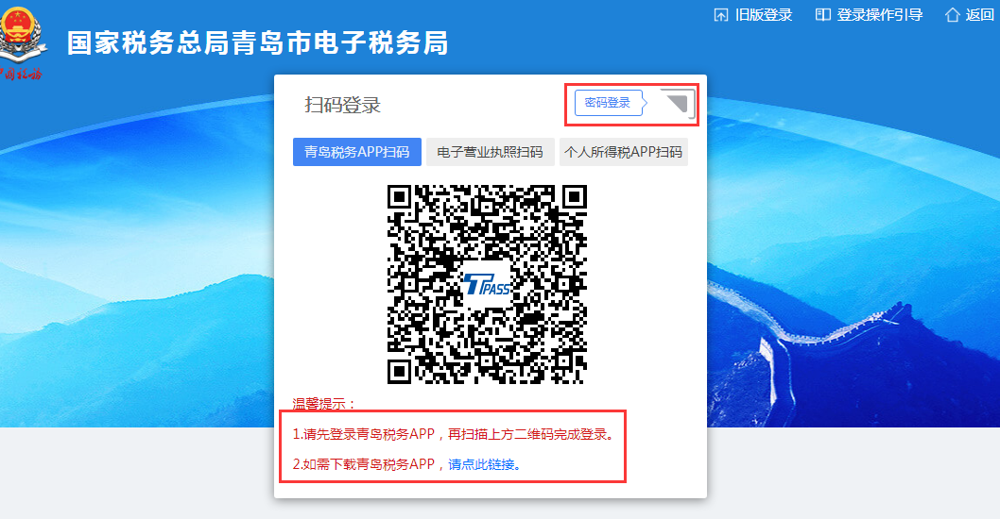 旧版登录 登录操作引导 返回
国家税务总局青岛市电子税务局
中国税务
扫码登录 密码登录
青岛税务APP扫码 电子营业执照扫码 个人所得税APP扫码
TPASS
温馨提示：
1.请先登录青岛税务APP，再扫描上方二维码完成登录。
2.如需下载青岛税务APP，请点此链接。